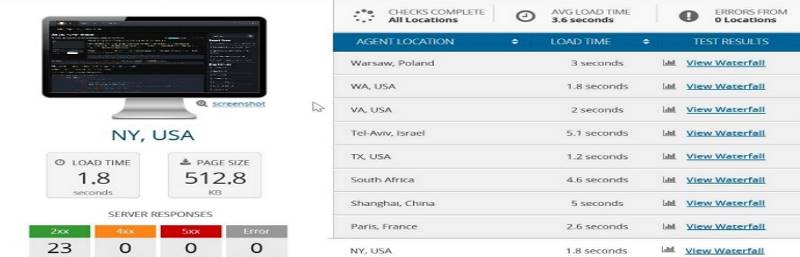 screenshot
NY, USA
LOAD TIME
1.8
seconds
PAGE SIZE
512.8
KB
SERVER RESPONSES
2xx 4xx 5xx Error
23 0 0 0
CHECKS COMPLETE
All Locations
AVG LOAD TIME
3.6 seconds
ERRORS FROM
0 Locations
AGENT LOCATION LOAD TIME TEST RESULTS
Warsaw, Poland 3 seconds View Waterfall
WA, USA 1.8 seconds View Waterfall
VA, USA 2 seconds View Waterfall
Tel-Aviv, Israel 5.1 seconds View Waterfall
TX, USA 1.2 seconds View Waterfall
South Africa 4.6 seconds View Waterfall
Shanghai, China 5 seconds View Waterfall
Paris, France 2.6 seconds View Waterfall
NY, USA 1.8 seconds View Waterfall